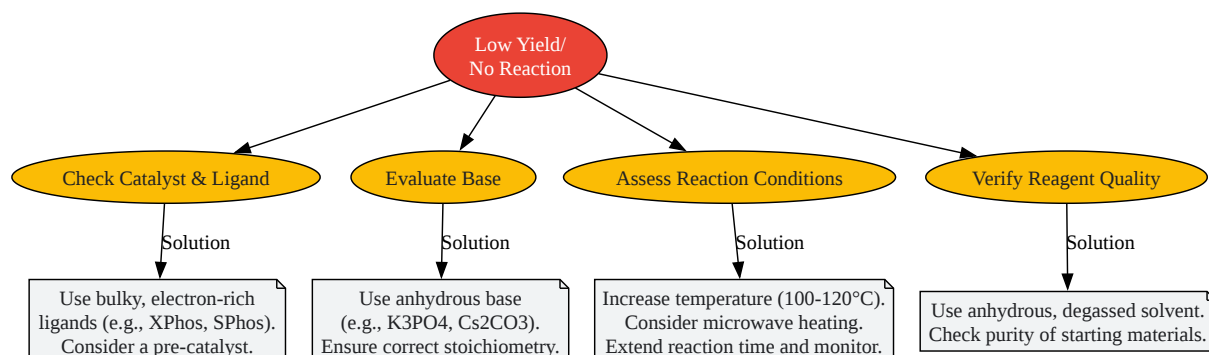 Low Yield/
No Reaction
Check Catalyst & Ligand
Evaluate Base
Assess Reaction Conditions
Verify Reagent Quality
Solution
Solution
Solution
Solution
Use bulky, electron-rich
ligands (e.g., XPhos, SPhos).
Consider a pre-catalyst.
Use anhydrous base
(e.g., K3PO4, Cs2CO3).
Ensure correct stoichiometry.
Increase temperature (100-120°C).
Consider microwave heating.
Extend reaction time and monitor.
Use anhydrous, degassed solvent.
Check purity of starting materials.